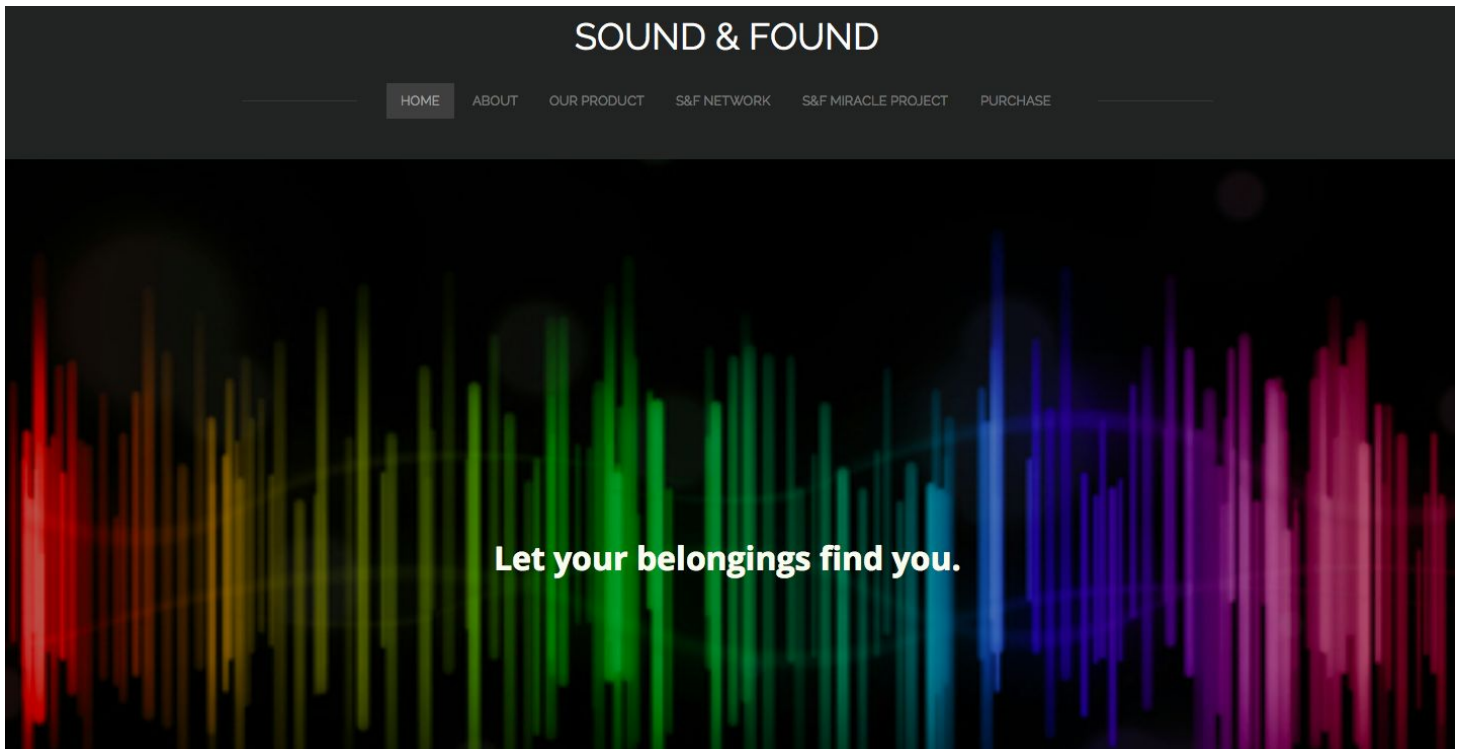 SOUND & FOUND
HOME ABOUT OUR PRODUCT S&F NETWORK S&F MIRACLE PROJECT PURCHASE
Let your belongings find you.